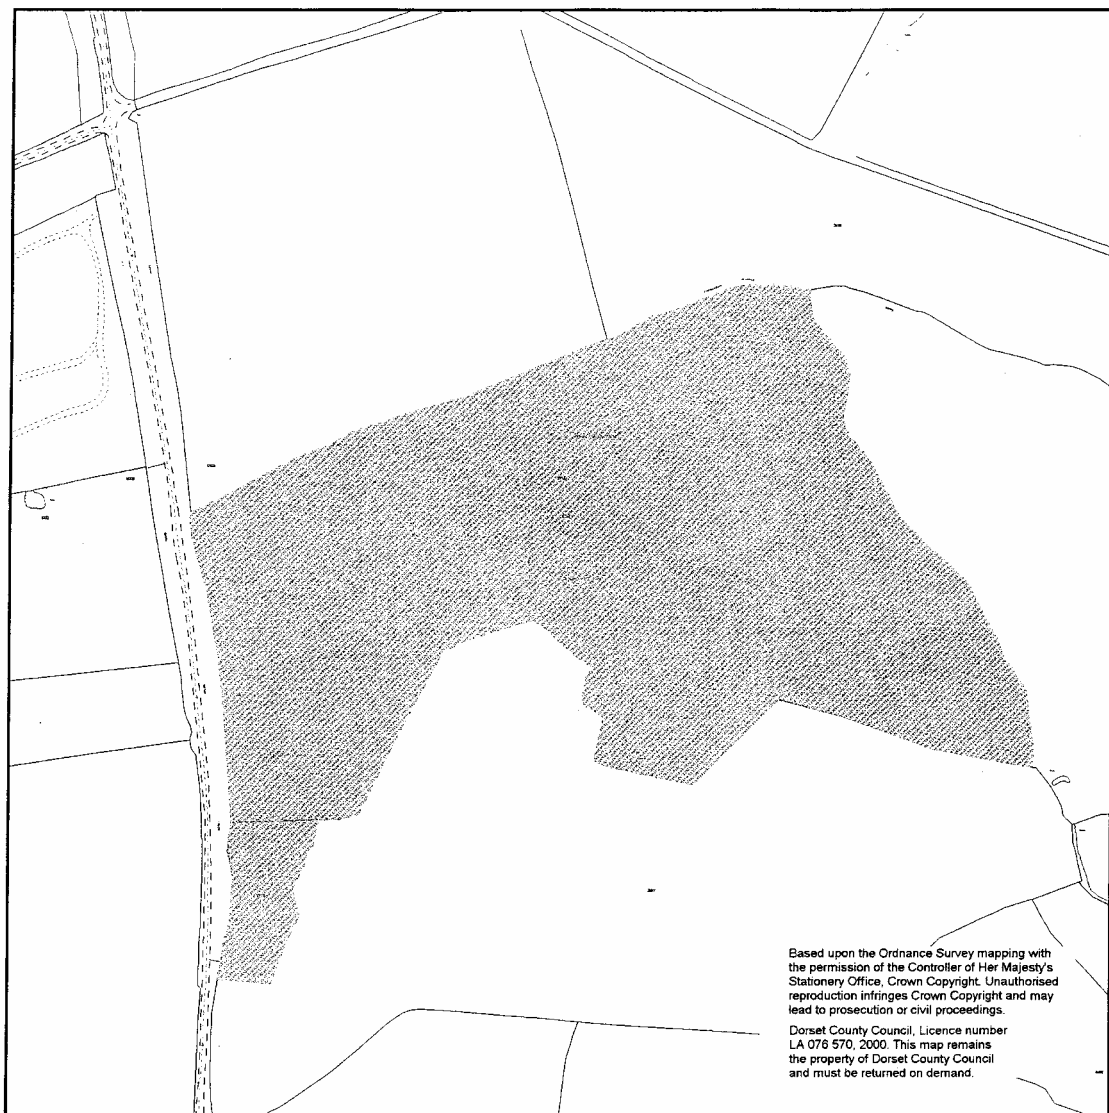 Based upon the Ordnance Survey mapping with
the permission of the Controller of Her Majesty's
Stationery Office, Crown Copyright. Unauthorised
reproduction infringes Crown Copyright and may
lead to prosecution or civil proceedings.
Dorset County Council, Licence number
LA 076 570, 2000. This map remains
the property of Dorset County Council
and must be returned on demand.